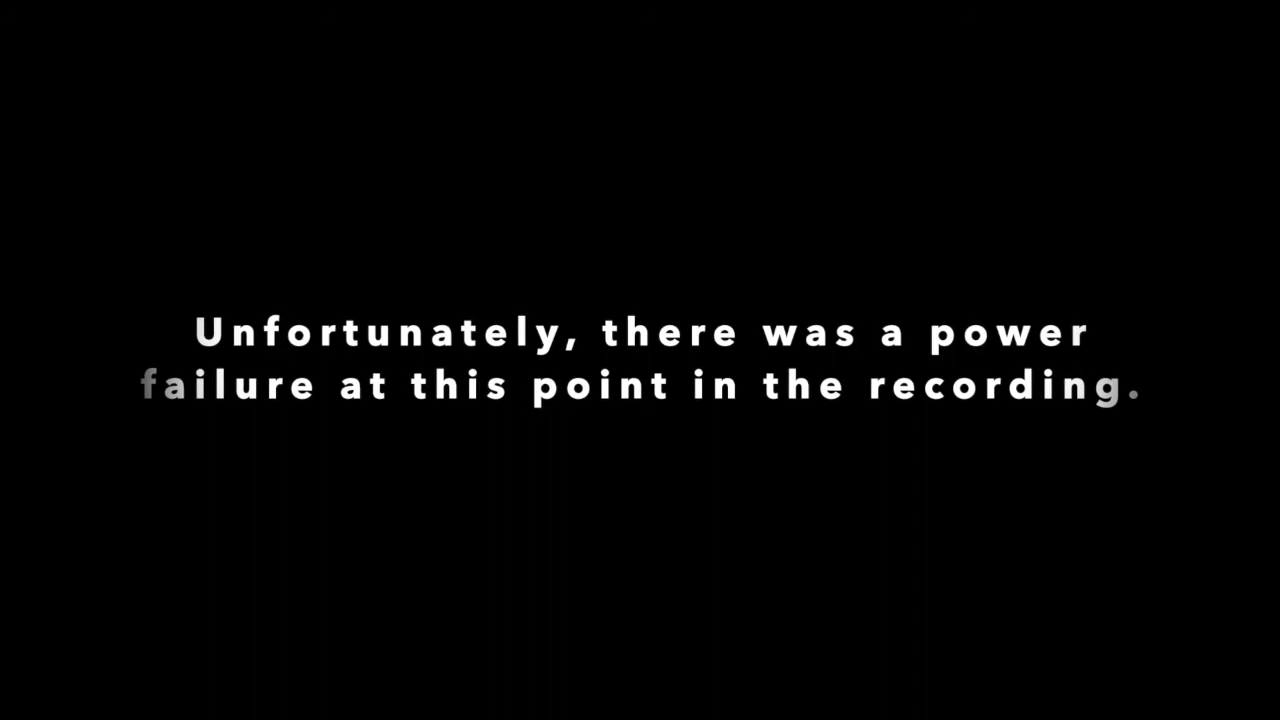 Unfortunately, there was a power
failure at this point in the recording.